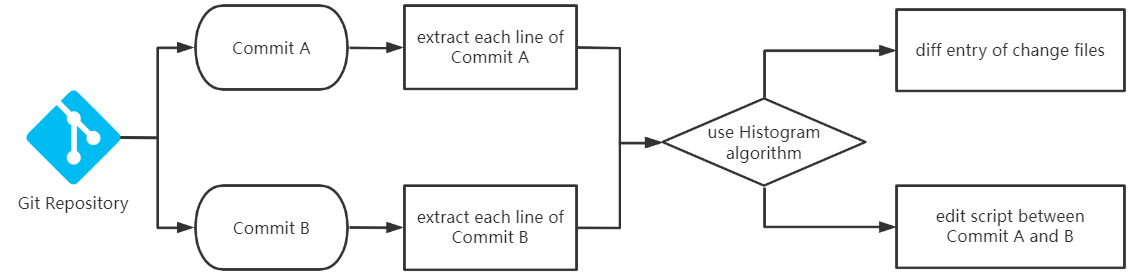 Commit A
extract each line of
Commit A
diff entry of change files
use Histogram
algorithm
Git Repository
Commit B
extract each line of
Commit B
edit script between
Commit A and B